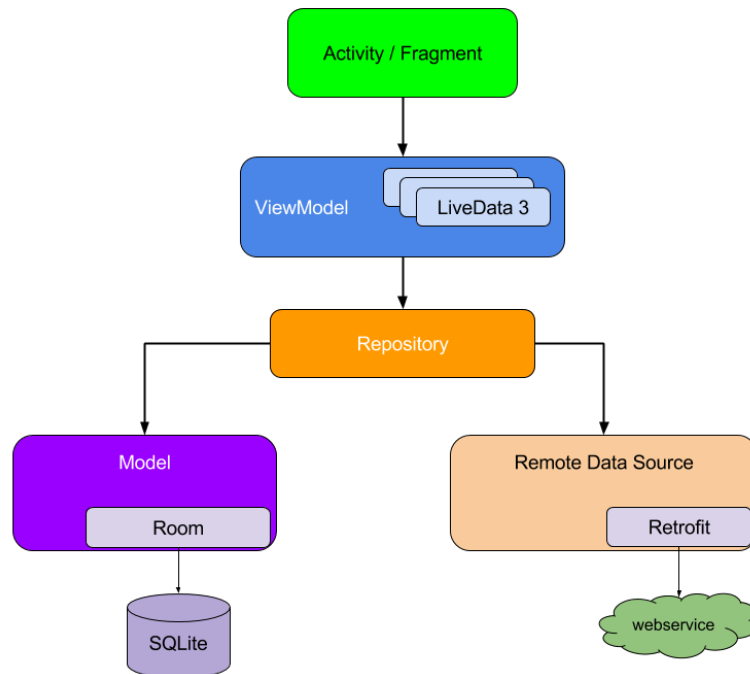 Activity / Fragment
ViewModel
LiveData 3
Repository
Model
Remote Data Source
Room
Retrofit
SQLite
webservice